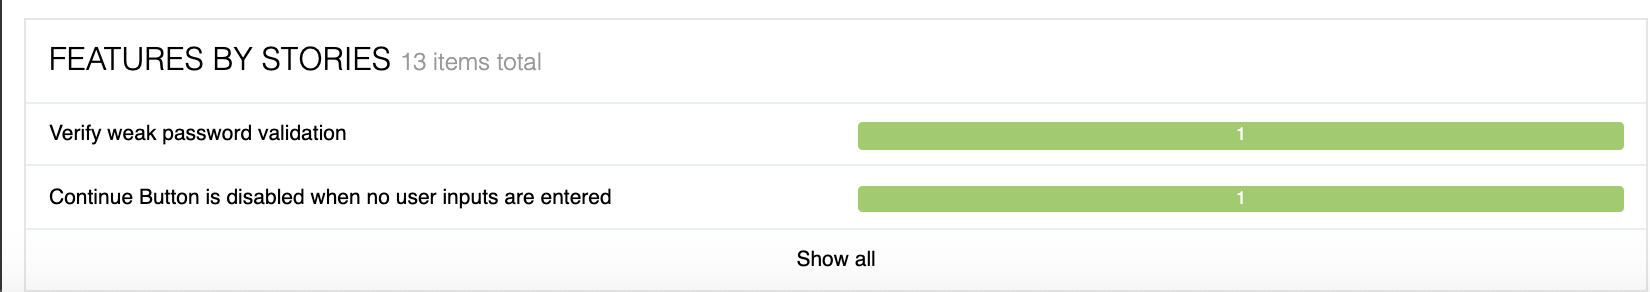 FEATURES BY STORIES 13 items total
Verify weak password validation 1
Continue Button is disabled when no user inputs are entered 1
Show all